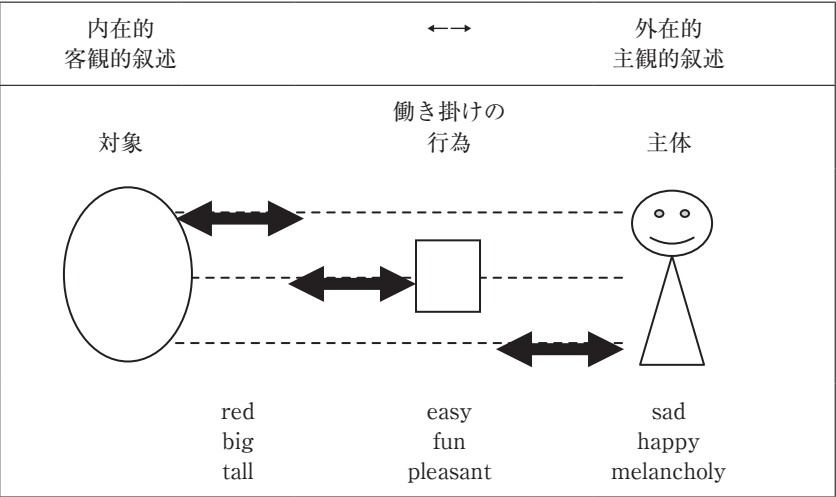 内在的 ←→ 外在的
客観的叙述 主観的叙述
働き掛けの
対象 行為 主体
red easy sad
big fun happy
tall pleasant melancholy